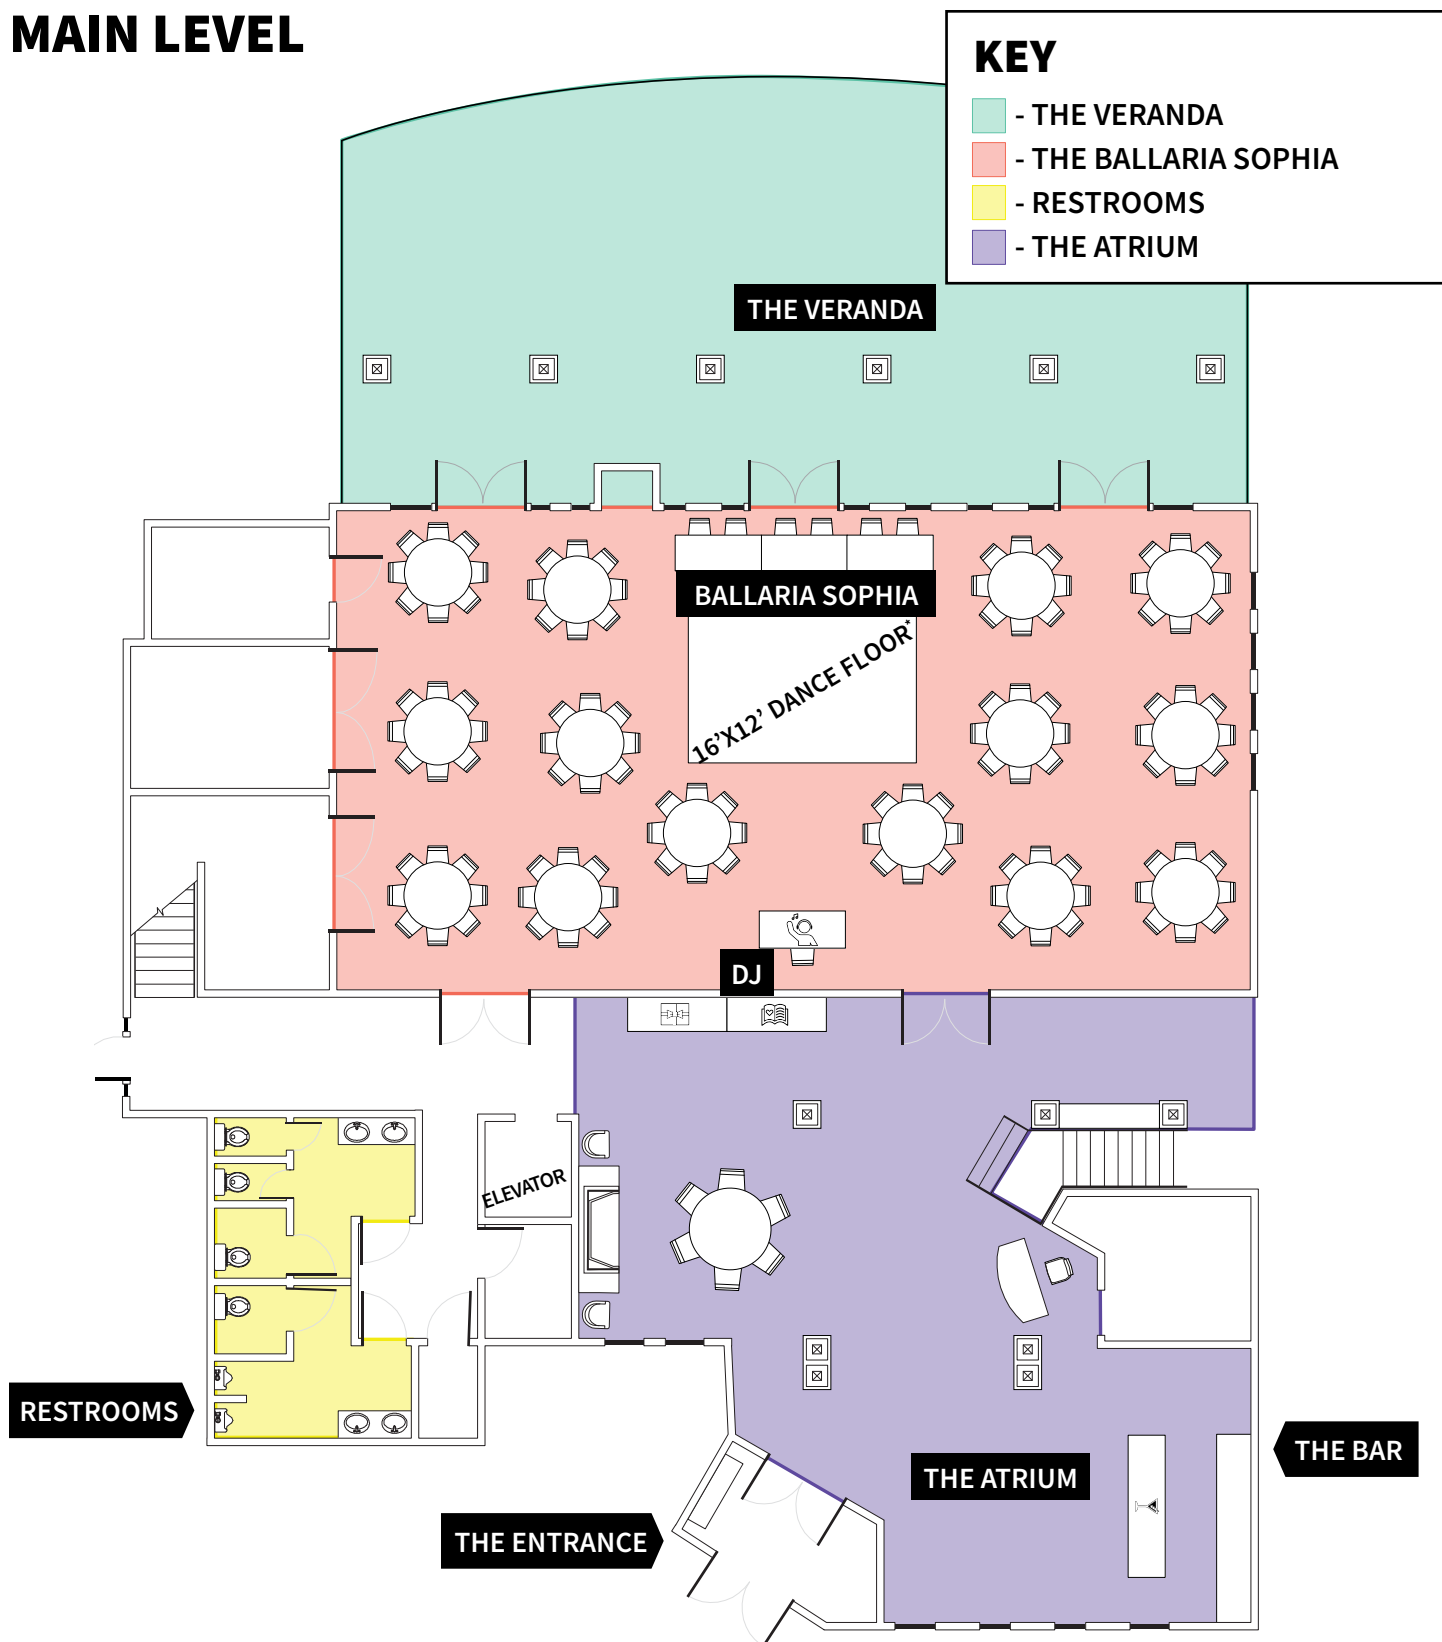 MAIN LEVEL
KEY
- THE VERANDA
- THE BALLARIA SOPHIA
- RESTROOMS
- THE ATRIUM
THE VERANDA
BALLARIA SOPHIA
16’X12’ DANCE FLOOR*
DJ
ELEVATOR
RESTROOMS
THE BAR
THE ATRIUM
THE ENTRANCE